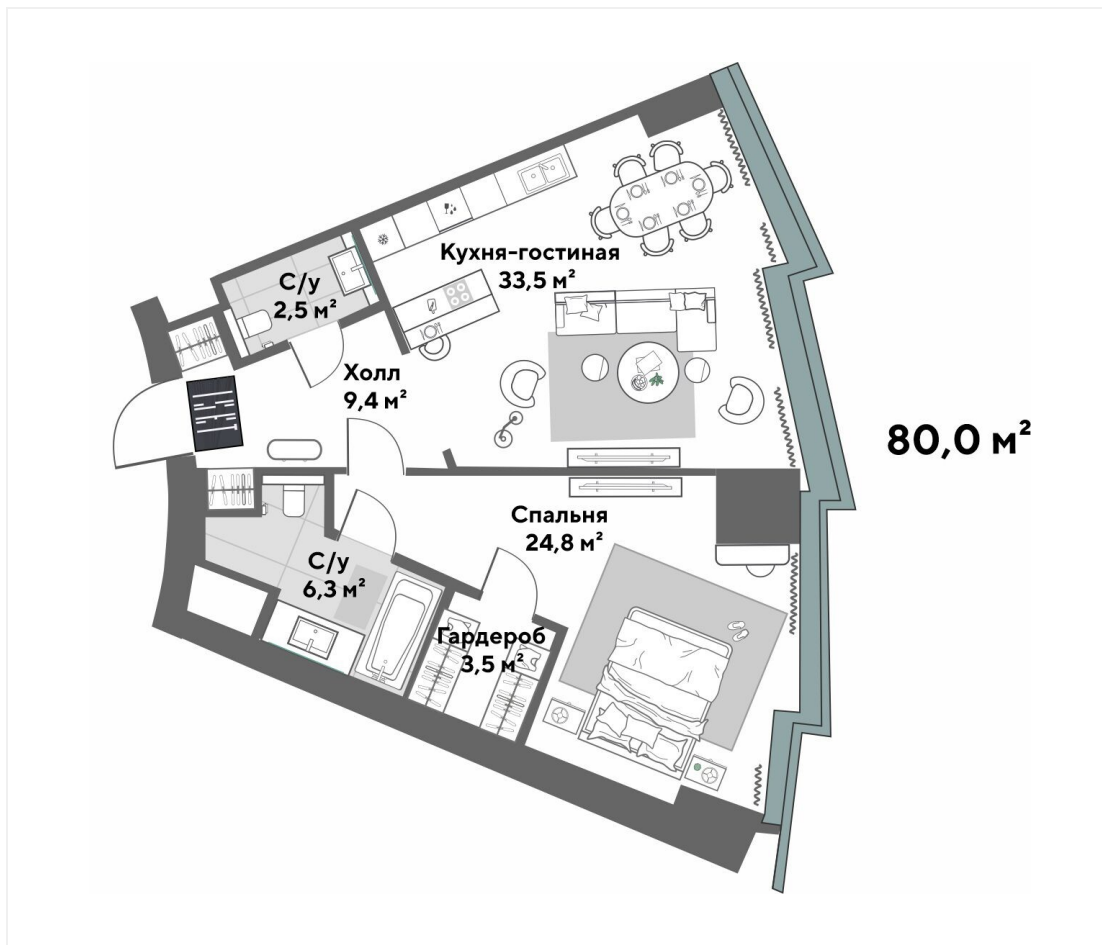 Кухня-гостиная
33,5 м²
С/у
2,5 м²
Холл
9,4 м²
80,0 м²
Спальня
24,8 м²
С/у
6,3 м²
Гардероб
3,5 м²